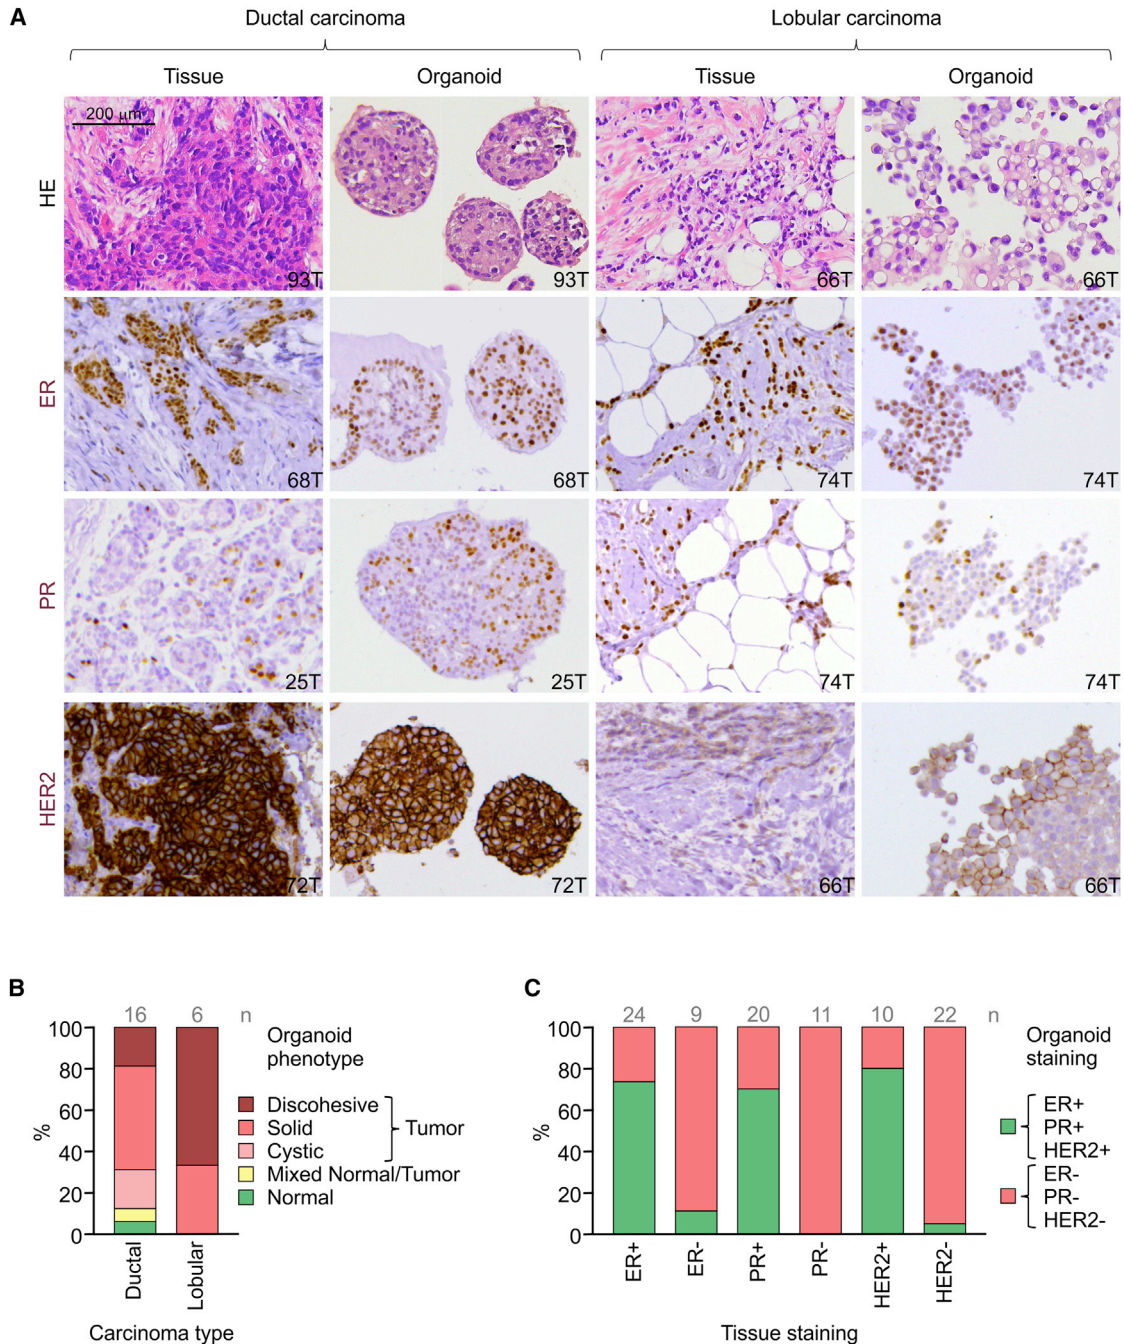 A
Ductal carcinoma
Lobular carcinoma
Tissue
Organoid
Tissue
Organoid
HE
200 µm
93T
93T
66T
66T
ER
68T
68T
74T
74T
PR
25T
25T
74T
74T
HER2
72T
72T
66T
66T
B
16 6 n
100
80
60
40
20
0
%
Ductal
Lobular
Carcinoma type
Organoid
phenotype
Discohesive
Solid
Cystic
Tumor
Mixed Normal/Tumor
Normal
C
24 9 20 11 10 22 n
100
80
60
40
20
0
%
ER+
ER-
PR+
PR-
HER2+
HER2-
Tissue staining
Organoid
staining
ER+
PR+
HER2+
ER-
PR-
HER2-